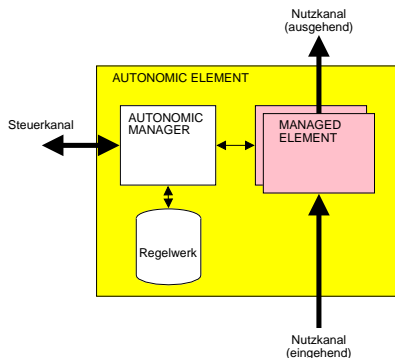 Nutzkanal
(ausgehend)
AUTONOMIC ELEMENT
Steuerkanal
AUTONOMIC
MANAGER
MANAGED
ELEMENT
Regelwerk
Nutzkanal
(eingehend)